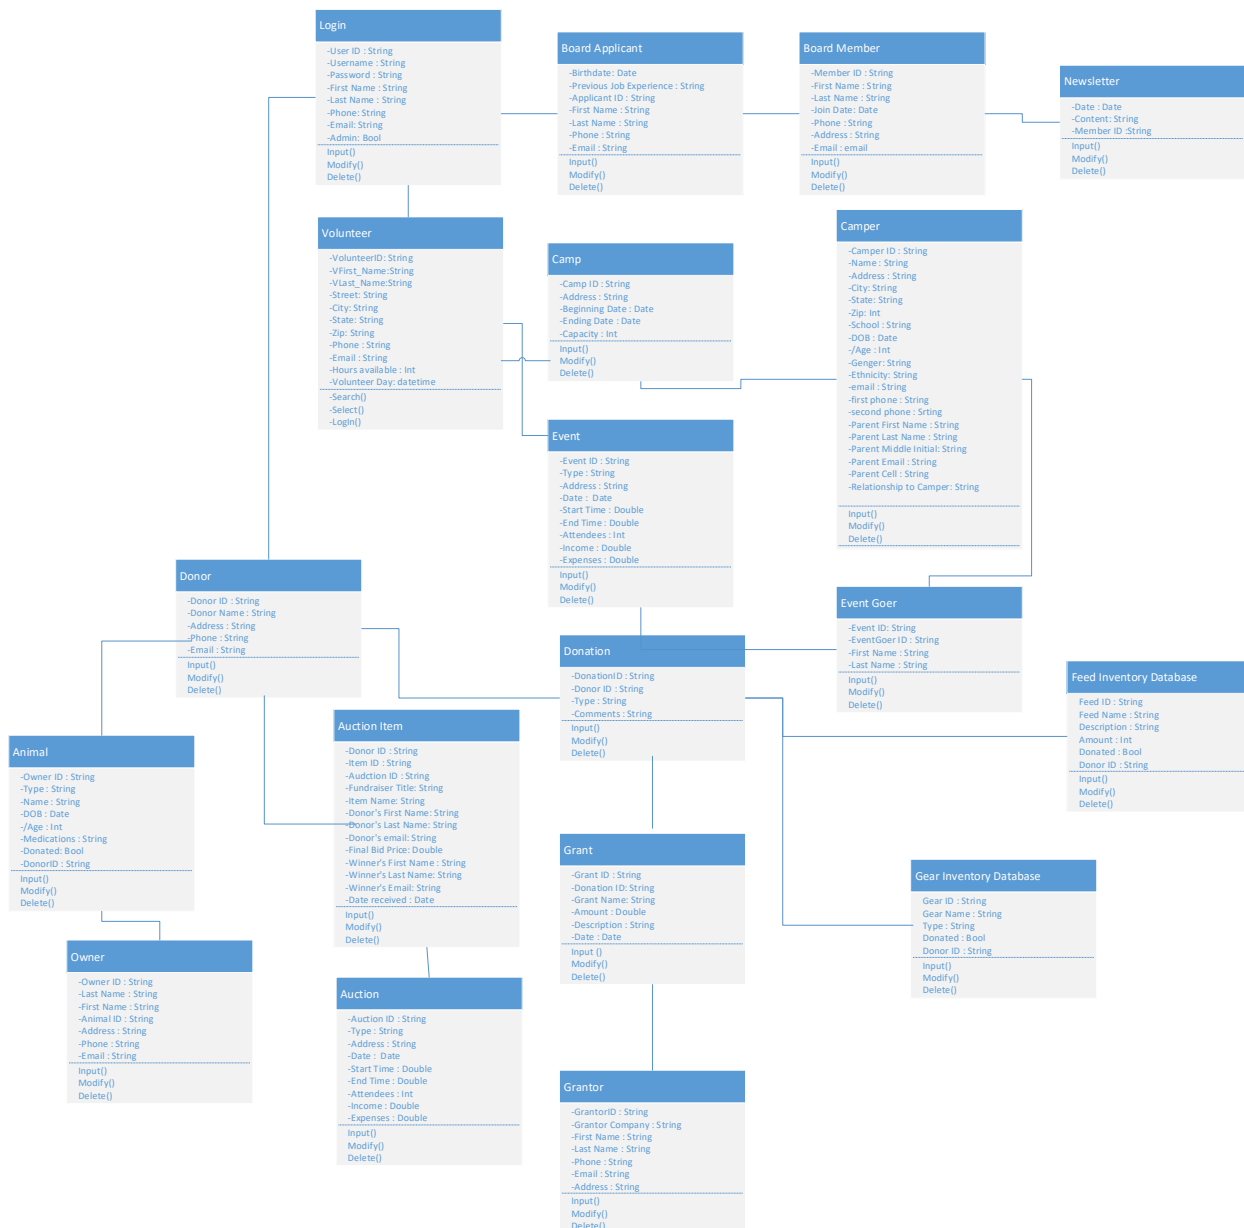 Login
-User ID : String
-Username : String
-Password : String
-First Name : String
-Last Name : String
-Phone: String
-Email: String
-Admin: Bool
Input()
Modify()
Delete()
Board Applicant
-Birthdate: Date
-Previous Job Experience : String
-Applicant ID : String
-First Name : String
-Last Name : String
-Phone : String
-Email : String
Input()
Modify()
Delete()
Board Member
-Member ID : String
-First Name : String
-Last Name : String
-Join Date: Date
-Phone : String
-Address : String
-Email : email
Input()
Modify()
Delete()
Newsletter
-Date : Date
-Content: String
-Member ID :String
Input()
Modify()
Delete()
Volunteer
-VolunteerID: String
-VFirst_Name:String
-VLast_Name:String
-Street: String
-City: String
-State: String
-Zip: String
-Phone : String
-Email : String
-Hours available : Int
-Volunteer Day: datetime
-Search()
-Select()
-LogIn()
Camp
-Camp ID : String
-Address : String
-Beginning Date : Date
-Ending Date : Date
-Capacity : Int
Input()
Modify()
Delete()
Camper
-Camper ID : String
-Name : String
-Address : String
-City: String
-State: String
-Zip: Int
-School : String
-DOB : Date
-/Age : Int
-Genger: String
-Ethnicity: String
-email : String
-first phone : String
-second phone : Srting
-Parent First Name : String
-Parent Last Name : String
-Parent Middle Initial: String
-Parent Email : String
-Parent Cell : String
-Relationship to Camper: String
Input()
Modify()
Delete()
Event
-Event ID : String
-Type : String
-Address : String
-Date : Date
-Start Time : Double
-End Time : Double
-Attendees : Int
-Income : Double
-Expenses : Double
Input()
Modify()
Delete()
Donor
-Donor ID : String
-Donor Name : String
-Address : String
-Phone : String
-Email : String
Input()
Modify()
Delete()
Event Goer
-Event ID: String
-EventGoer ID : String
-First Name : String
-Last Name : String
Input()
Modify()
Delete()
Donation
-DonationID : String
-Donor ID : String
-Type : String
-Comments : String
Input()
Modify()
Delete()
Feed Inventory Database
Feed ID : String
Feed Name : String
Description : String
Amount : Int
Donated : Bool
Donor ID : String
Input()
Modify()
Delete()
Auction Item
-Donor ID : String
-Item ID : String
-Audction ID : String
-Fundraiser Title: String
-Item Name: String
-Donor's First Name: String
-Donor's Last Name: String
-Donor's email: String
-Final Bid Price: Double
-Winner's First Name : String
-Winner's Last Name: String
-Winner's Email: String
-Date received : Date
Input()
Modify()
Delete()
Animal
-Owner ID : String
-Type : String
-Name : String
-DOB : Date
-/Age : Int
-Medications : String
-Donated: Bool
-DonorID : String
Input()
Modify()
Delete()
Grant
-Grant ID : String
-Donation ID: String
-Grant Name: String
-Amount : Double
-Description : String
-Date : Date
Input ()
Modify()
Delete()
Gear Inventory Database
Gear ID : String
Gear Name : String
Type : String
Donated : Bool
Donor ID : String
Input()
Modify()
Delete()
Owner
-Owner ID : String
-Last Name : String
-First Name : String
-Animal ID : String
-Address : String
-Phone : String
-Email : String
Input()
Modify()
Delete()
Auction
-Auction ID : String
-Type : String
-Address : String
-Date : Date
-Start Time : Double
-End Time : Double
-Attendees : Int
-Income : Double
-Expenses : Double
Input()
Modify()
Delete()
Grantor
-GrantorID : String
-Grantor Company : String
-First Name : String
-Last Name : String
-Phone : String
-Email : String
-Address : String
Input()
Modify()
Delete()